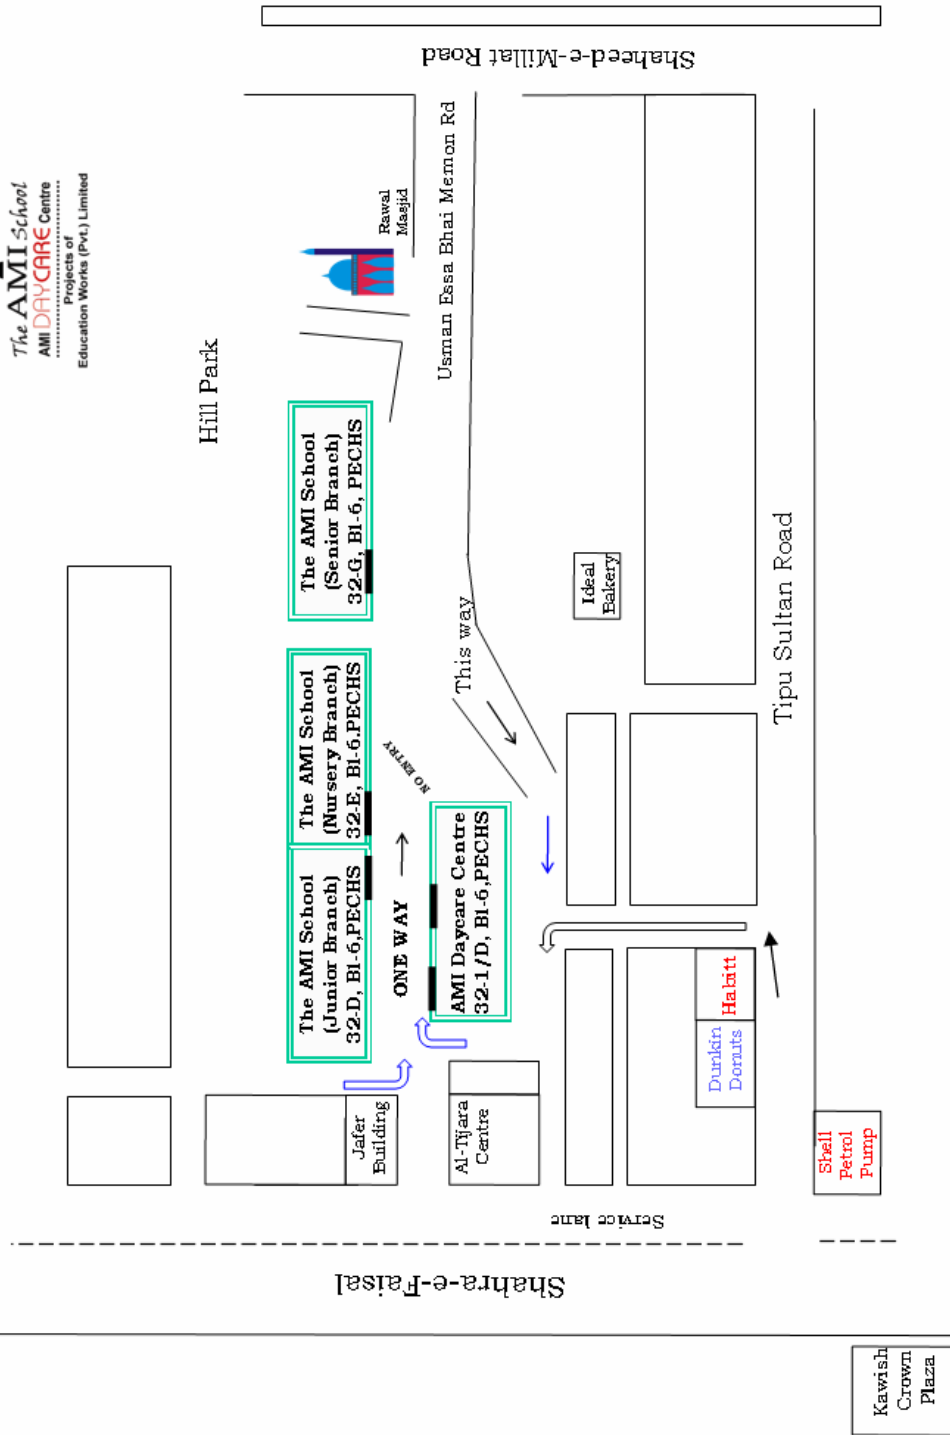 The AMI School
AMI DAYCARE Centre
Projects of
Education Works (Pvt.) Limited
Shaheed-e-Millat Road
Usman Essa Bhai Memon Rd
Rawal
Masjid
Hill Park
The AMI School
(Senior Branch)
32-G, B1-6, PECHS
The AMI School
(Nursery Branch)
32-E, B1-6.PECHS
The AMI School
(Junior Branch)
32-D, B1-6,PECHS
NO ENTRY
ONE WAY
This way
AMI Daycare Centre
32-1/D, B1-6,PECHS
Ideal
Bakery
Tipu Sultan Road
Habitt
Dunkin
Donuts
Jafer
Building
Al-Tijara
Centre
Shell
Petrol
Pump
Service lane
Shahra-e-Faisal
Kawish
Crown
Plaza